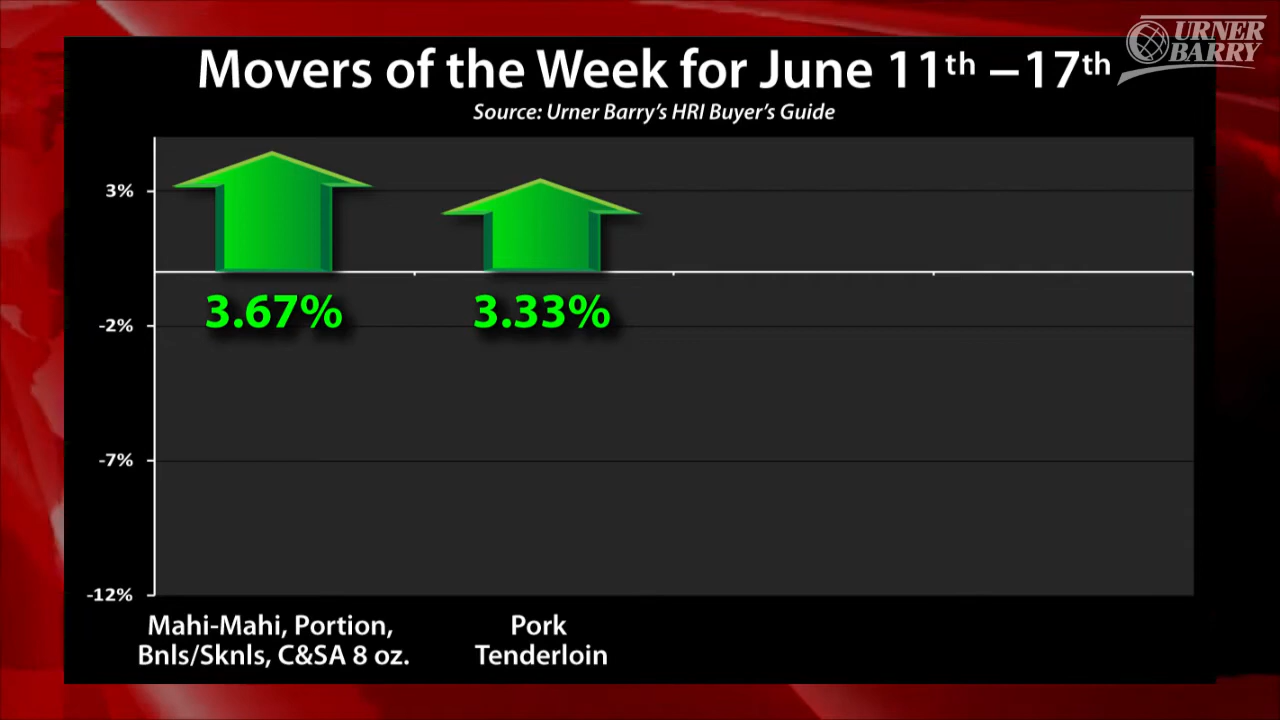 URNER
BARRY
Movers of the Week for June 11th – 17th
Source: Urner Barry's HRI Buyer's Guide
3%
-2%
-7%
-12%
3.67%
3.33%
Mahi-Mahi, Portion,
Bnls/Sknls, C&SA 8 oz.
Pork
Tenderloin